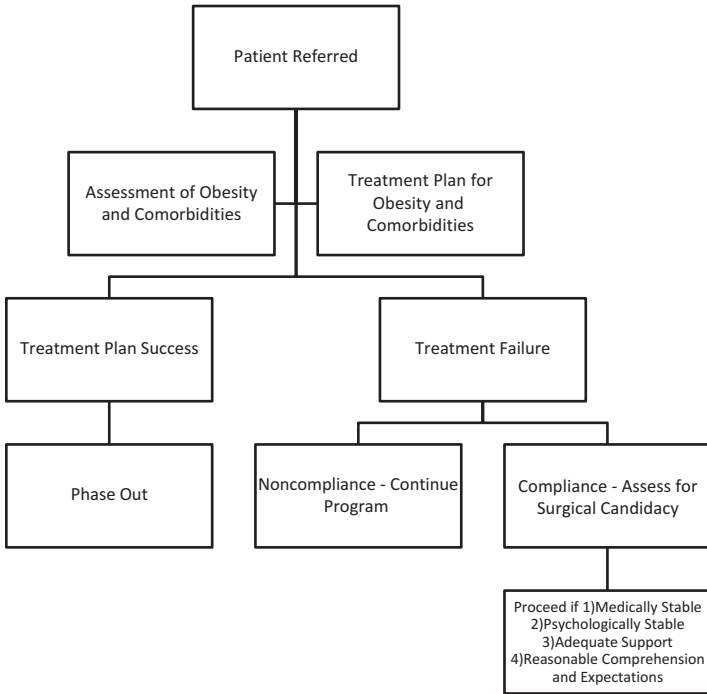 Patient Referred
Assessment of Obesity
and Comorbidities
Treatment Plan for
Obesity and
Comorbidities
Treatment Plan Success
Treatment Failure
Phase Out
Noncompliance - Continue
Program
Compliance - Assess for
Surgical Candidacy
Proceed if 1)Medically Stable
2)Psychologically Stable
3)Adequate Support
4)Reasonable Comprehension
and Expectations